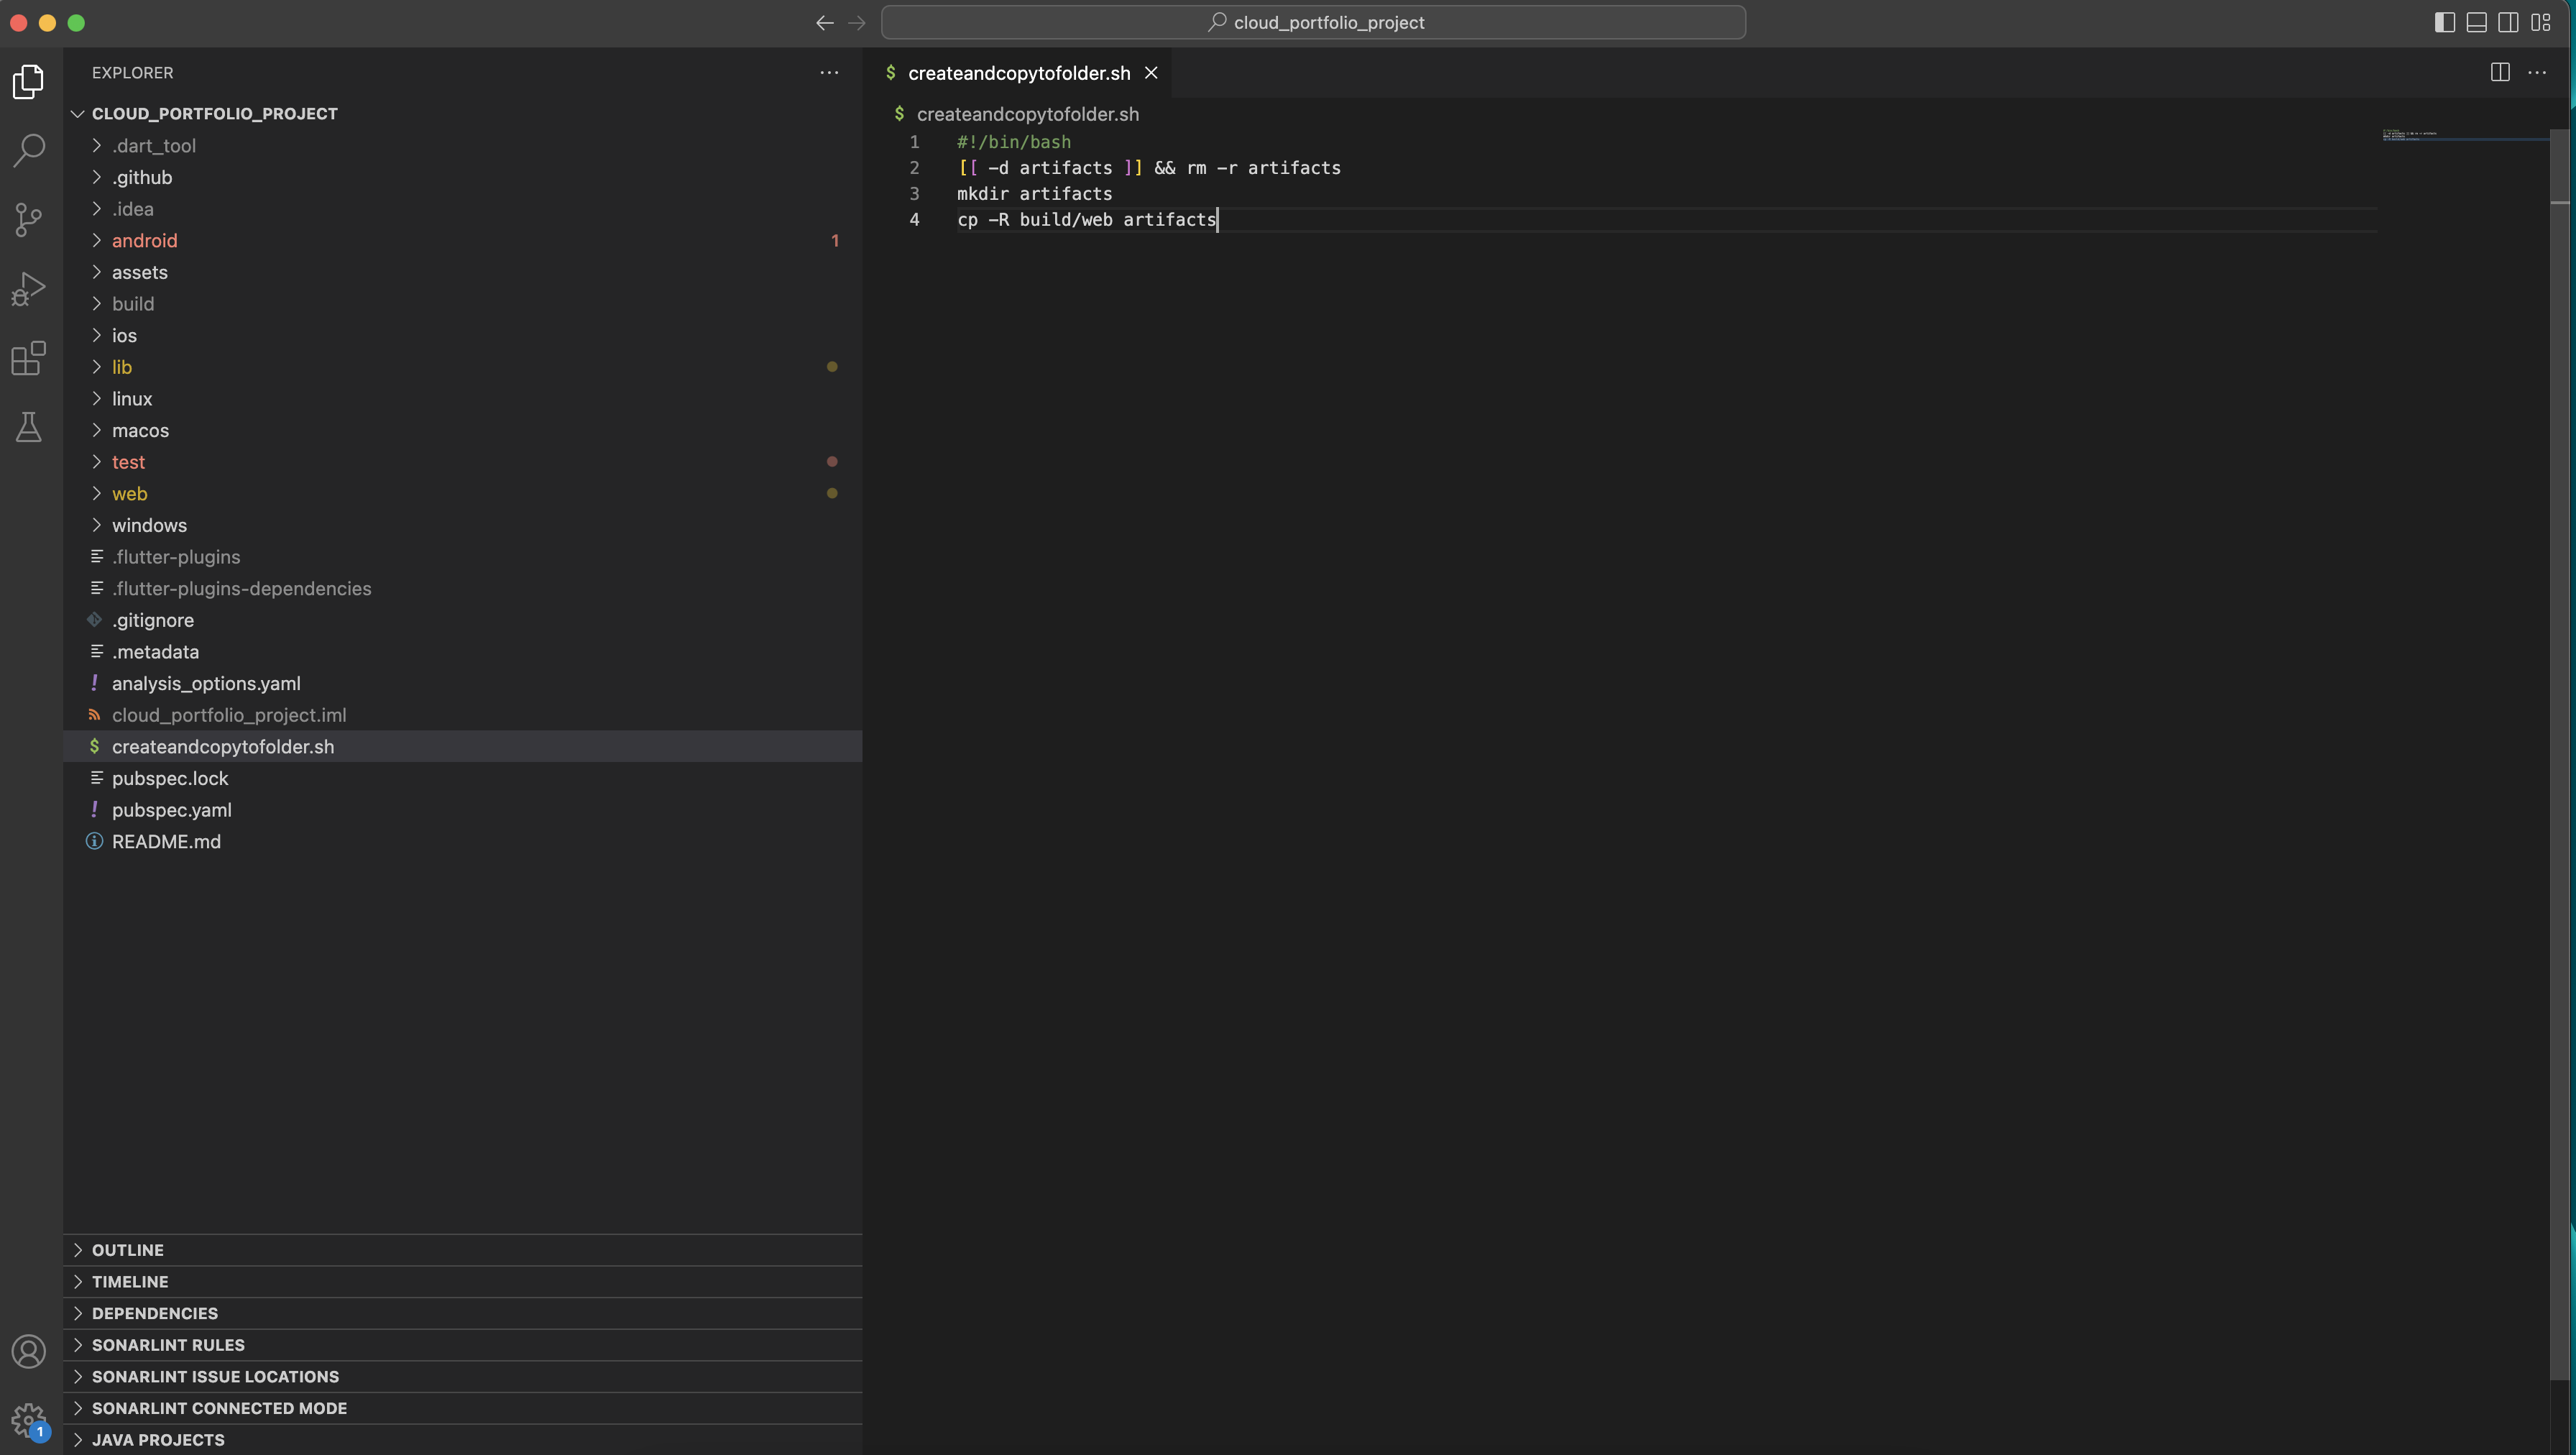 cloud_portfolio_project
EXPLORER
CLOUD_PORTFOLIO_PROJECT
.dart_tool
.github
.idea
android 1
assets
build
ios
lib
linux
macos
test
web
windows
.flutter-plugins
.flutter-plugins-dependencies
.gitignore
.metadata
! analysis_options.yaml
cloud_portfolio_project.iml
$ createandcopytofolder.sh
pubspec.lock
! pubspec.yaml
README.md
OUTLINE
TIMELINE
DEPENDENCIES
SONARLINT RULES
SONARLINT ISSUE LOCATIONS
SONARLINT CONNECTED MODE
JAVA PROJECTS
1
$ createandcopytofolder.sh
$ createandcopytofolder.sh
1 #!/bin/bash
2 [[ -d artifacts ]] && rm -r artifacts
3 mkdir artifacts
4 cp -R build/web artifacts